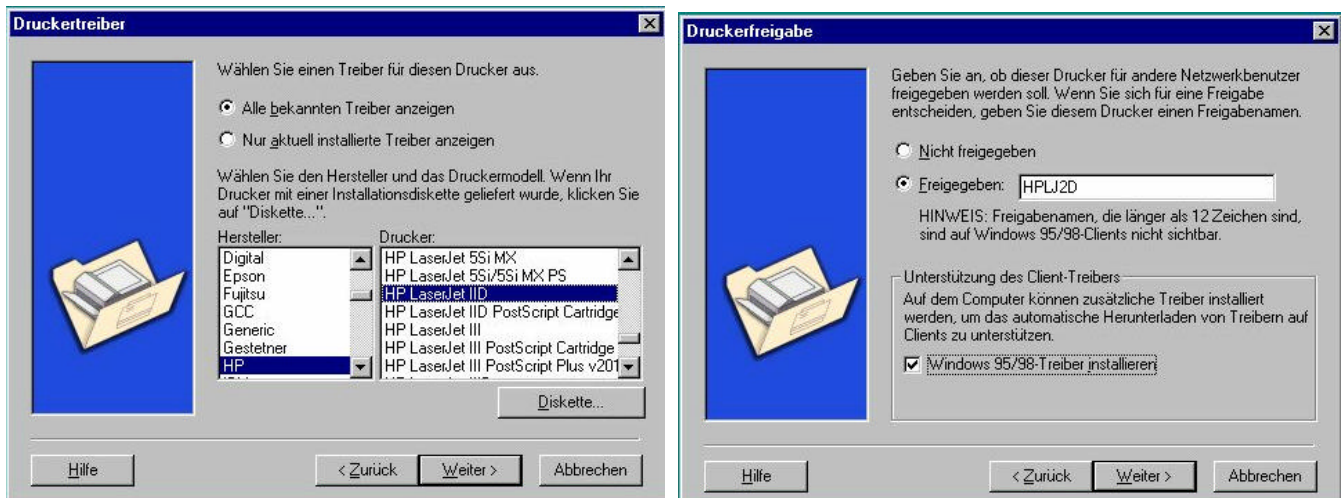 Druckertreiber
Wählen Sie einen Treiber für diesen Drucker aus.
Alle bekannten Treiber anzeigen
Nur aktuell installierte Treiber anzeigen
Wählen Sie den Hersteller und das Druckermodell. Wenn Ihr
Drucker mit einer Installationsdiskette geliefert wurde, klicken Sie
auf "Diskette...".
Hersteller:
Digital
Epson
Fujitsu
GCC
Generic
Gestetner
HP
Drucker:
HP LaserJet 5Si MX
HP LaserJet 5Si/5Si MX PS
HP LaserJet IID
HP LaserJet IID PostScript Cartridge
HP LaserJet III
HP LaserJet III PostScript Cartridge
HP LaserJet III PostScript Plus v201
Diskette...
Hilfe
< Zurück
Weiter >
Abbrechen
Druckerfreigabe
Geben Sie an, ob dieser Drucker für andere Netzwerkbenutzer
freigegeben werden soll. Wenn Sie sich für eine Freigabe
entscheiden, geben Sie diesem Drucker einen Freigabenamen.
Nicht freigegeben
Freigegeben: HPLJ2D
HINWEIS: Freigabenamen, die länger als 12 Zeichen sind,
sind auf Windows 95/98-Clients nicht sichtbar.
Unterstützung des Client-Treibers
Auf dem Computer können zusätzliche Treiber installiert
werden, um das automatische Herunterladen von Treibern auf
Clients zu unterstützen.
Windows 95/98-Treiber installieren
Hilfe
< Zurück
Weiter >
Abbrechen